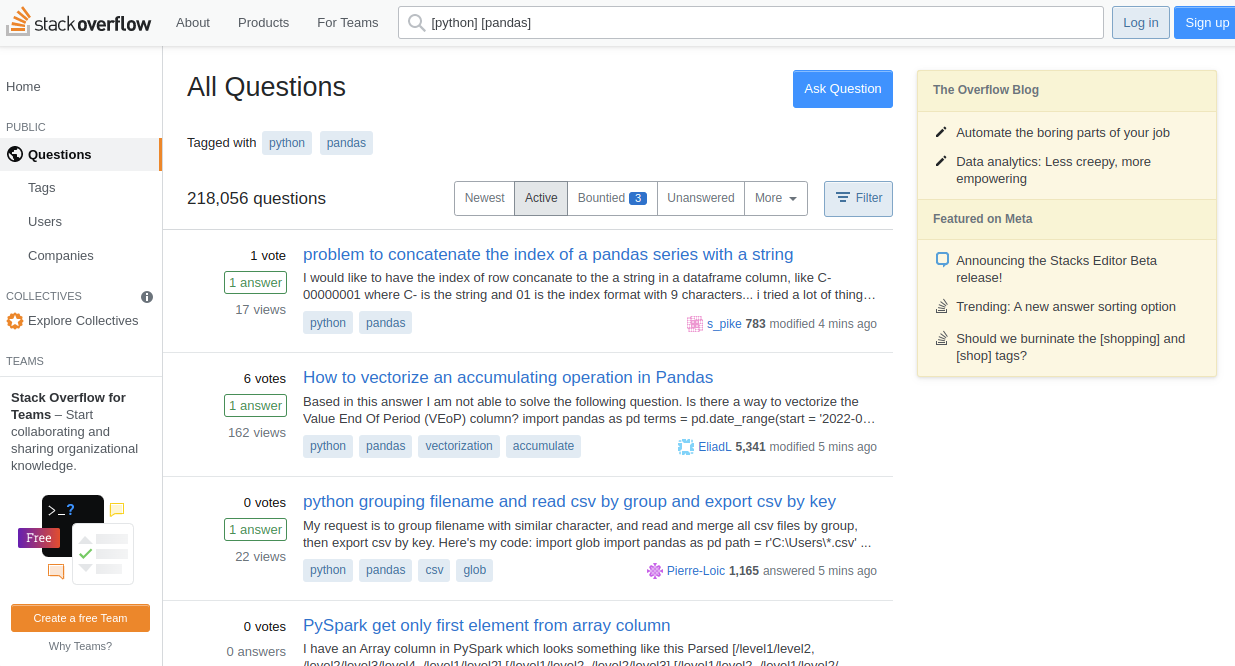 stack overflow
About
Products
For Teams
[python] [pandas]
Log in
Sign up
Home
PUBLIC
Questions
Tags
Users
Companies
COLLECTIVES
Explore Collectives
TEAMS
Stack Overflow for
Teams – Start
collaborating and
sharing organizational
knowledge.
>_?
Free
Create a free Team
Why Teams?
All Questions
Ask Question
Tagged with python pandas
218,056 questions
Newest
Active
Bountied 3
Unanswered
More
Filter
1 vote
1 answer
17 views
problem to concatenate the index of a pandas series with a string
I would like to have the index of row concanate to the a string in a dataframe column, like C-
00000001 where C- is the string and 01 is the index format with 9 characters... i tried a lot of thing…
python pandas
s_pike 783 modified 4 mins ago
6 votes
1 answer
162 views
How to vectorize an accumulating operation in Pandas
Based in this answer I am not able to solve the following question. Is there a way to vectorize the
Value End Of Period (VEoP) column? import pandas as pd terms = pd.date_range(start = '2022-0…
python pandas vectorization accumulate
EliadL 5,341 modified 5 mins ago
0 votes
1 answer
22 views
python grouping filename and read csv by group and export csv by key
My request is to group filename with similar character, and read and merge all csv files by group,
then export csv by key. Here's my code: import glob import pandas as pd path = r'C:\Users\*.csv' ...
python pandas csv glob
Pierre-Loic 1,165 answered 5 mins ago
0 votes
0 answers
PySpark get only first element from array column
I have an Array column in PySpark which looks something like this Parsed [/level1/level2,
/level2/level3/level4, /level1/level2] [/level1/level2, /level2/level3] [/level1/level2, /level1/level2/
The Overflow Blog
Automate the boring parts of your job
Data analytics: Less creepy, more
empowering
Featured on Meta
Announcing the Stacks Editor Beta
release!
Trending: A new answer sorting option
Should we burninate the [shopping] and
[shop] tags?